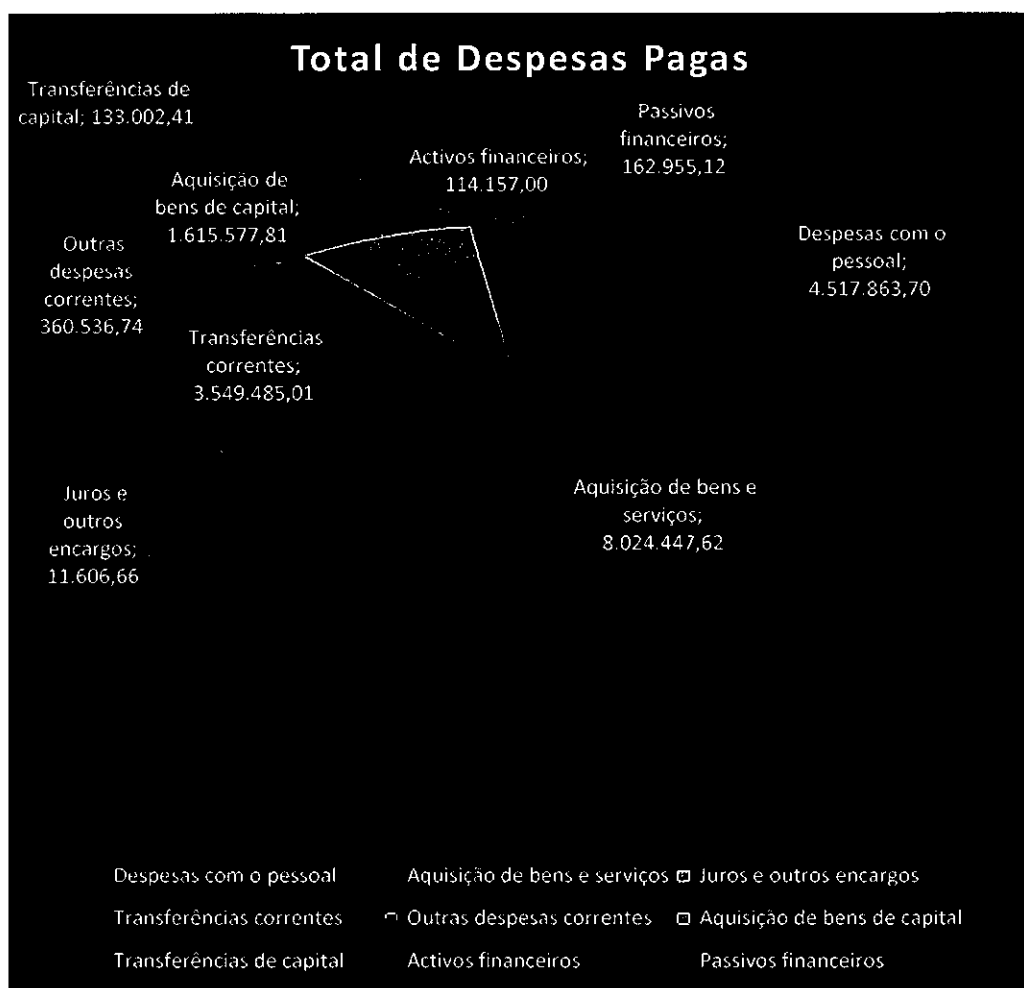 Total de Despesas Pagas
Transferências de
capital; 133.002,41
Passivos
financeiros;
162.955,12
Activos financeiros;
114.157,00
Aquisição de
bens de capital;
1.615.577,81
Outras
despesas
correntes;
360.536,74
Despesas com o
pessoal;
4.517.863,70
Transferências
correntes;
3.549.485,01
Juros e
outros
encargos;
11.606,66
Aquisição de bens e
serviços;
8.024.447,62
Despesas com o pessoal
Aquisição de bens e serviços
Juros e outros encargos
Transferências correntes
Outras despesas correntes
Aquisição de bens de capital
Transferências de capital
Activos financeiros
Passivos financeiros